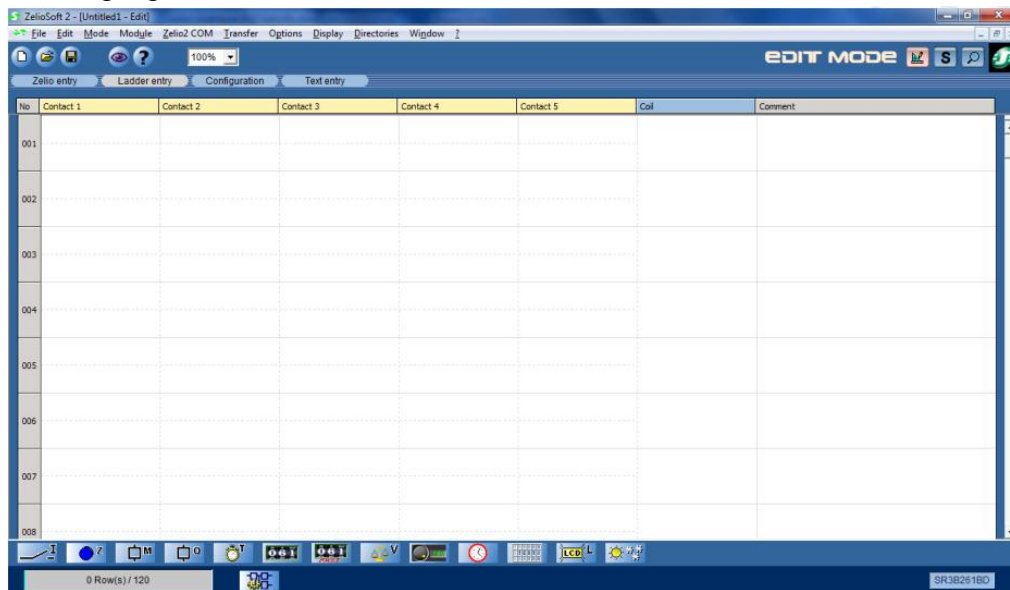 ZelioSoft 2 - [Untitled1 - Edit]
File Edit Mode Module Zelio2 COM Transfer Options Display Directories Window ?
? 100% EDIT MODE S
Zelio entry Ladder entry Configuration Text entry
No Contact 1 Contact 2 Contact 3 Contact 4 Contact 5 Coil Comment
001
002
003
004
005
006
007
008
I Z M Q T V LCD L
0 Row(s) / 120 SR3B261BD